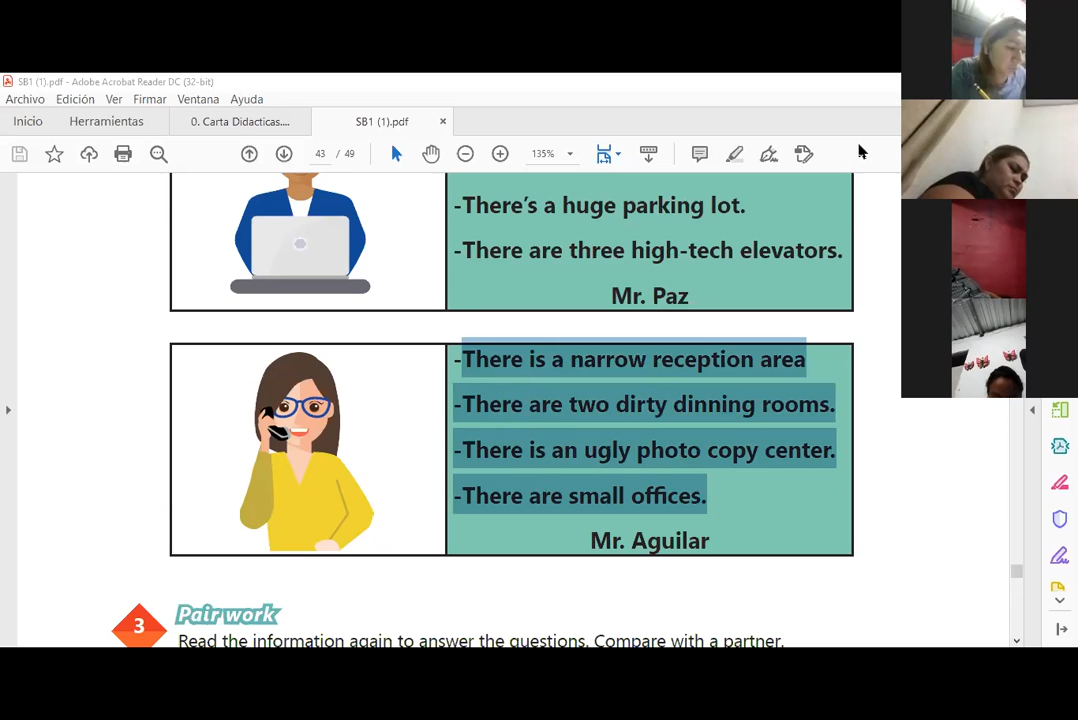 SB1 (1).pdf - Adobe Acrobat Reader DC (32-bit)
Archivo Edición Ver Firmar Ventana Ayuda
Inicio Herramientas 0. Carta Didacticas.... SB1 (1).pdf ×
43 / 49 135%
-There's a huge parking lot.
-There are three high-tech elevators.
Mr. Paz
-There is a narrow reception area
-There are two dirty dinning rooms.
-There is an ugly photo copy center.
-There are small offices.
Mr. Aguilar
3 Pair work
Read the information again to answer the questions. Compare with a partner.